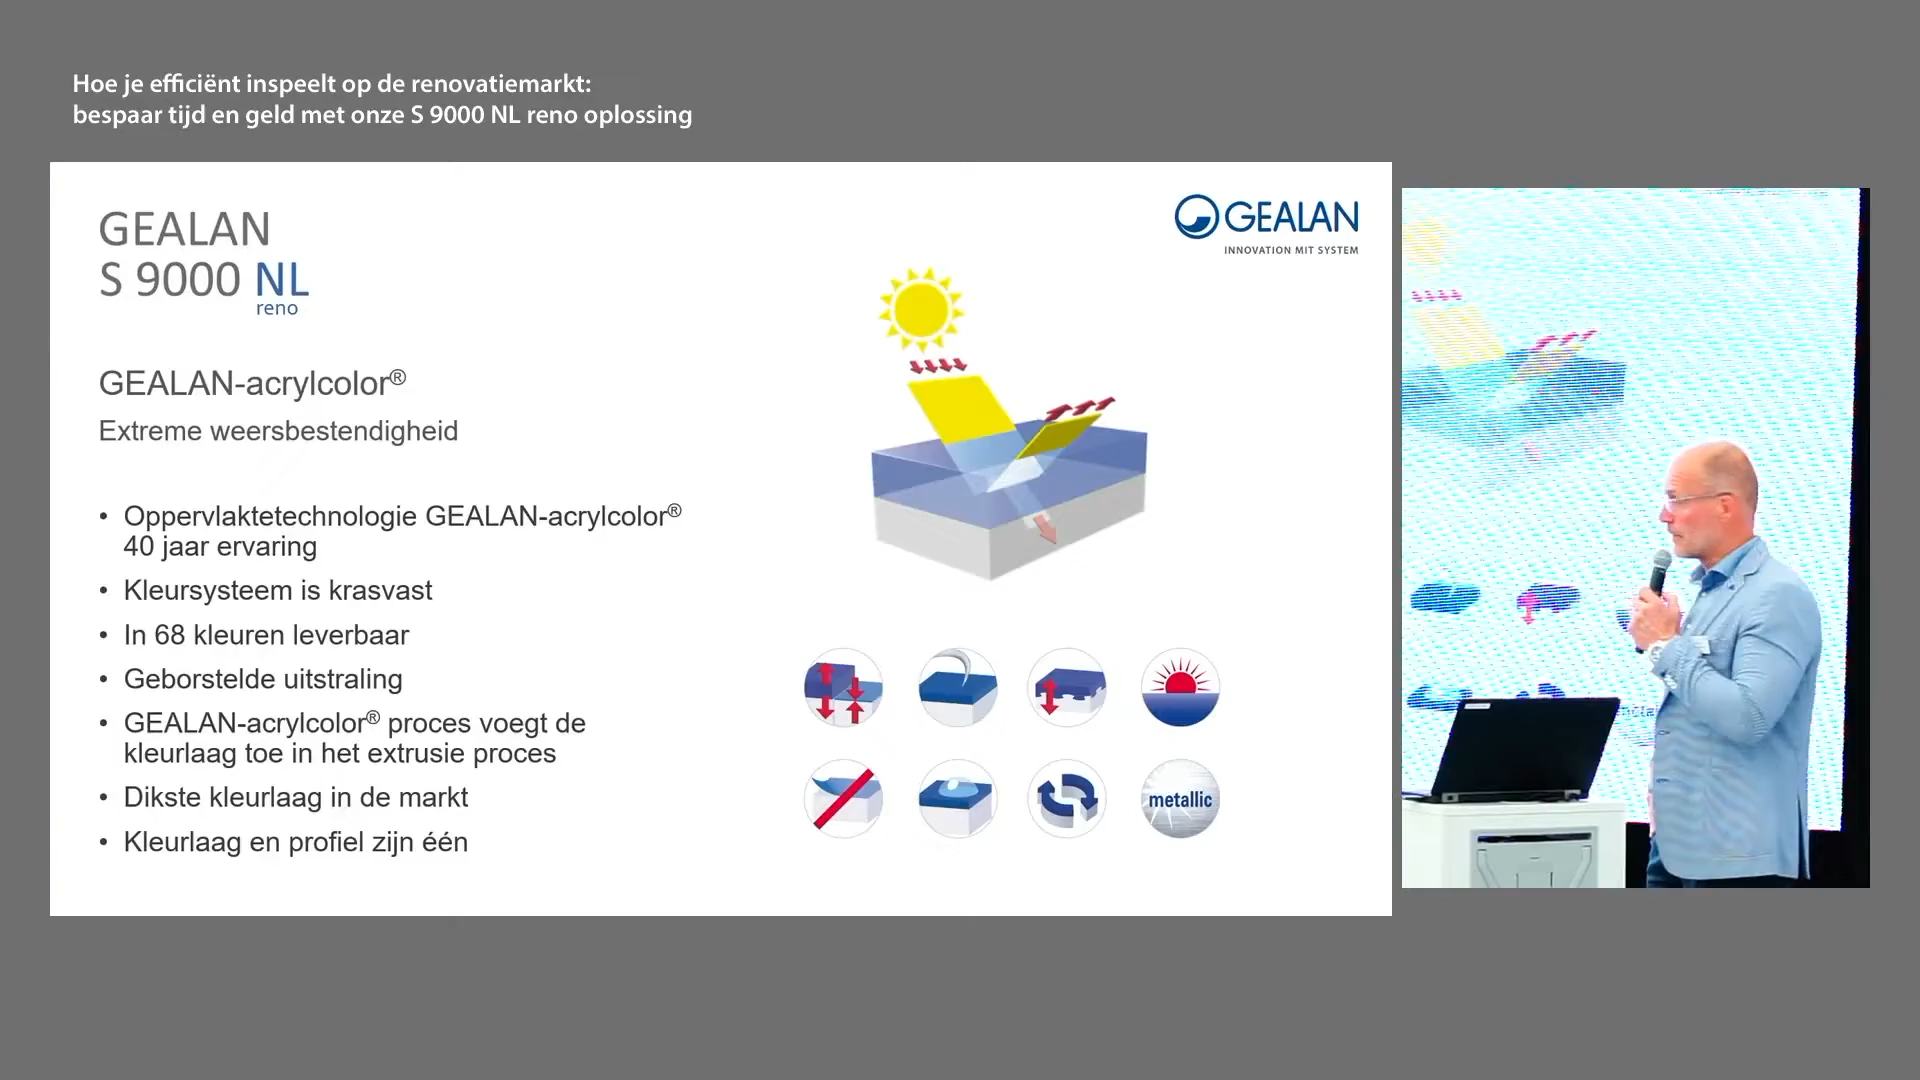 Hoe je efficiënt inspeelt op de renovatiemarkt:
bespaar tijd en geld met onze S 9000 NL reno oplossing
GEALAN
S 9000 NL
reno
GEALAN
INNOVATION MIT SYSTEM
GEALAN-acrylcolor®
Extreme weersbestendigheid
• Oppervlaktetechnologie GEALAN-acrylcolor®
40 jaar ervaring
• Kleursysteem is krasvast
• In 68 kleuren leverbaar
• Geborstelde uitstraling
• GEALAN-acrylcolor® proces voegt de
kleurlaag toe in het extrusie proces
• Dikste kleurlaag in de markt
• Kleurlaag en profiel zijn één
metallic